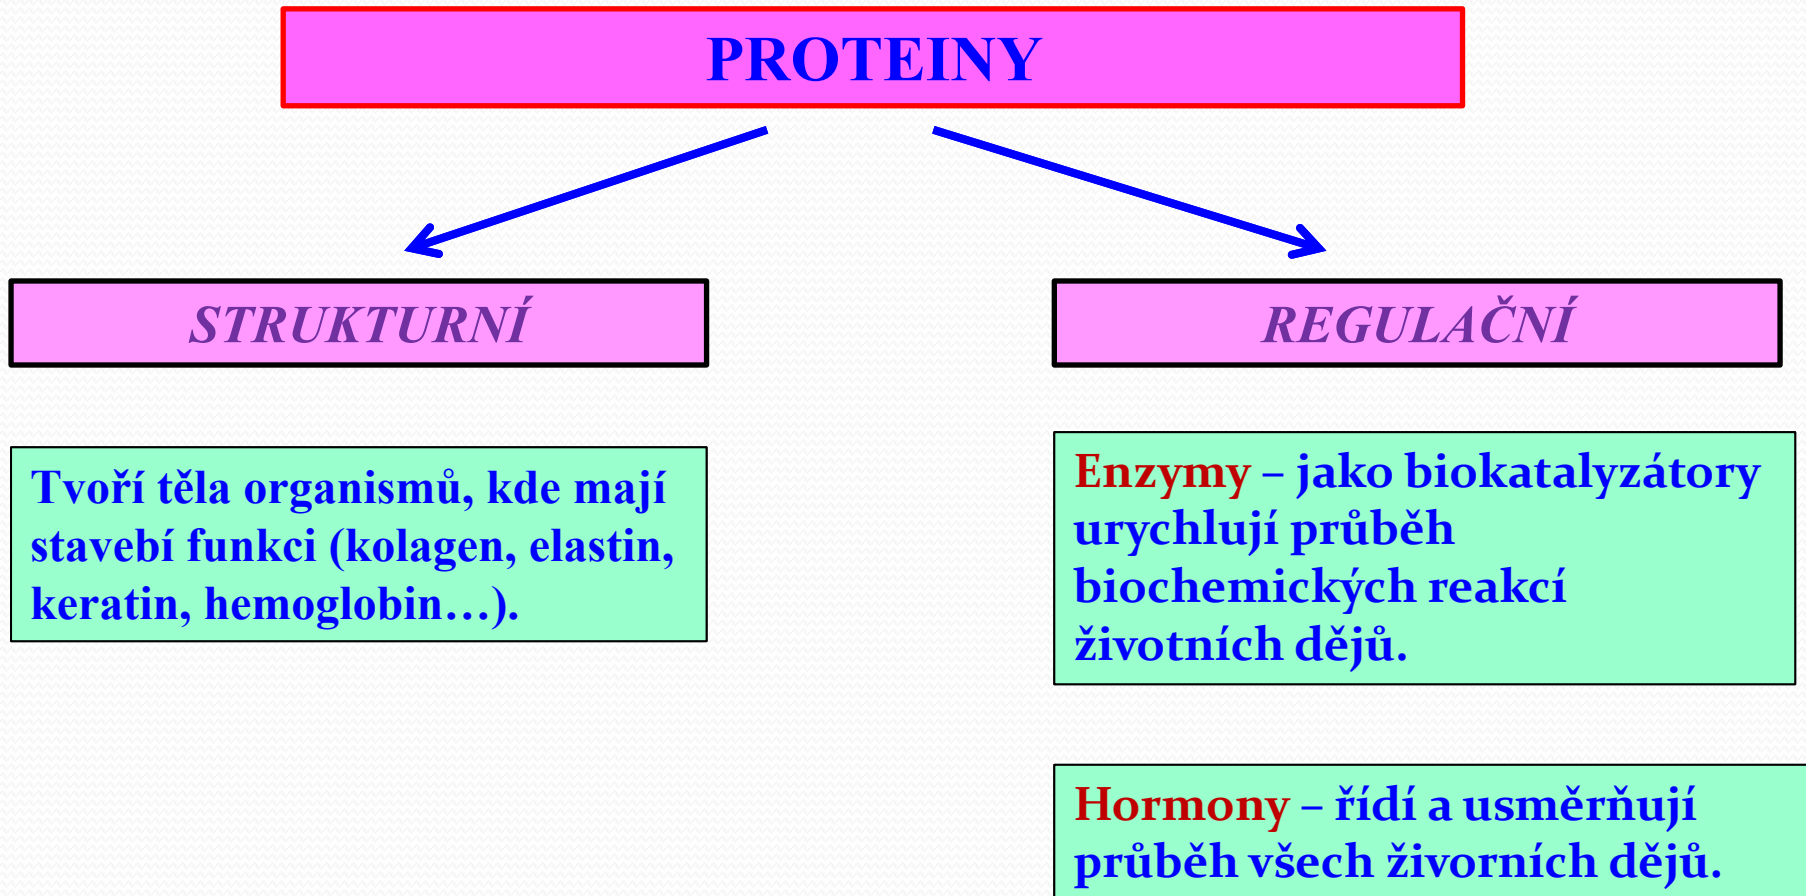 PROTEINY
STRUKTURNÍ
REGULAČNÍ
Tvoří těla organismů, kde mají
stavebí funkci (kolagen, elastin,
keratin, hemoglobin…).
Enzymy – jako biokatalyzátory
urychlují průběh
biochemických reakcí
životních dějů.
Hormony – řídí a usměrňují
průběh všech živorních dějů.